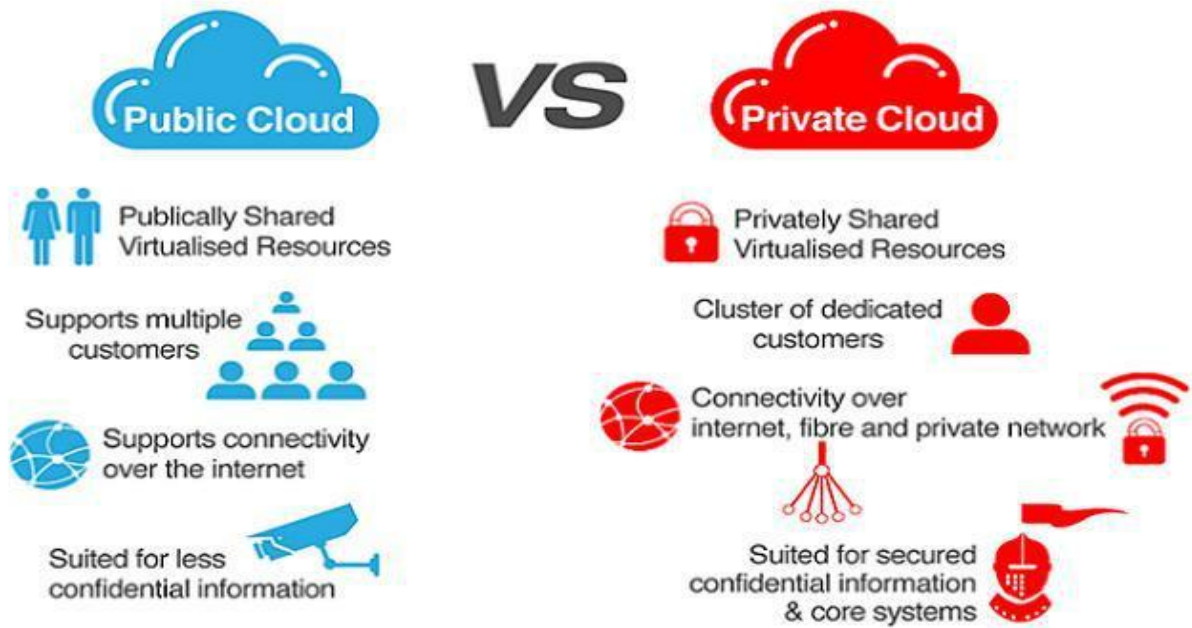 Public Cloud
VS
Private Cloud
Publically Shared
Virtualised Resources
Supports multiple
customers
Supports connectivity
over the internet
Suited for less
confidential information
Privately Shared
Virtualised Resources
Cluster of dedicated
customers
Connectivity over
internet, fibre and private network
Suited for secured
confidential information
& core systems